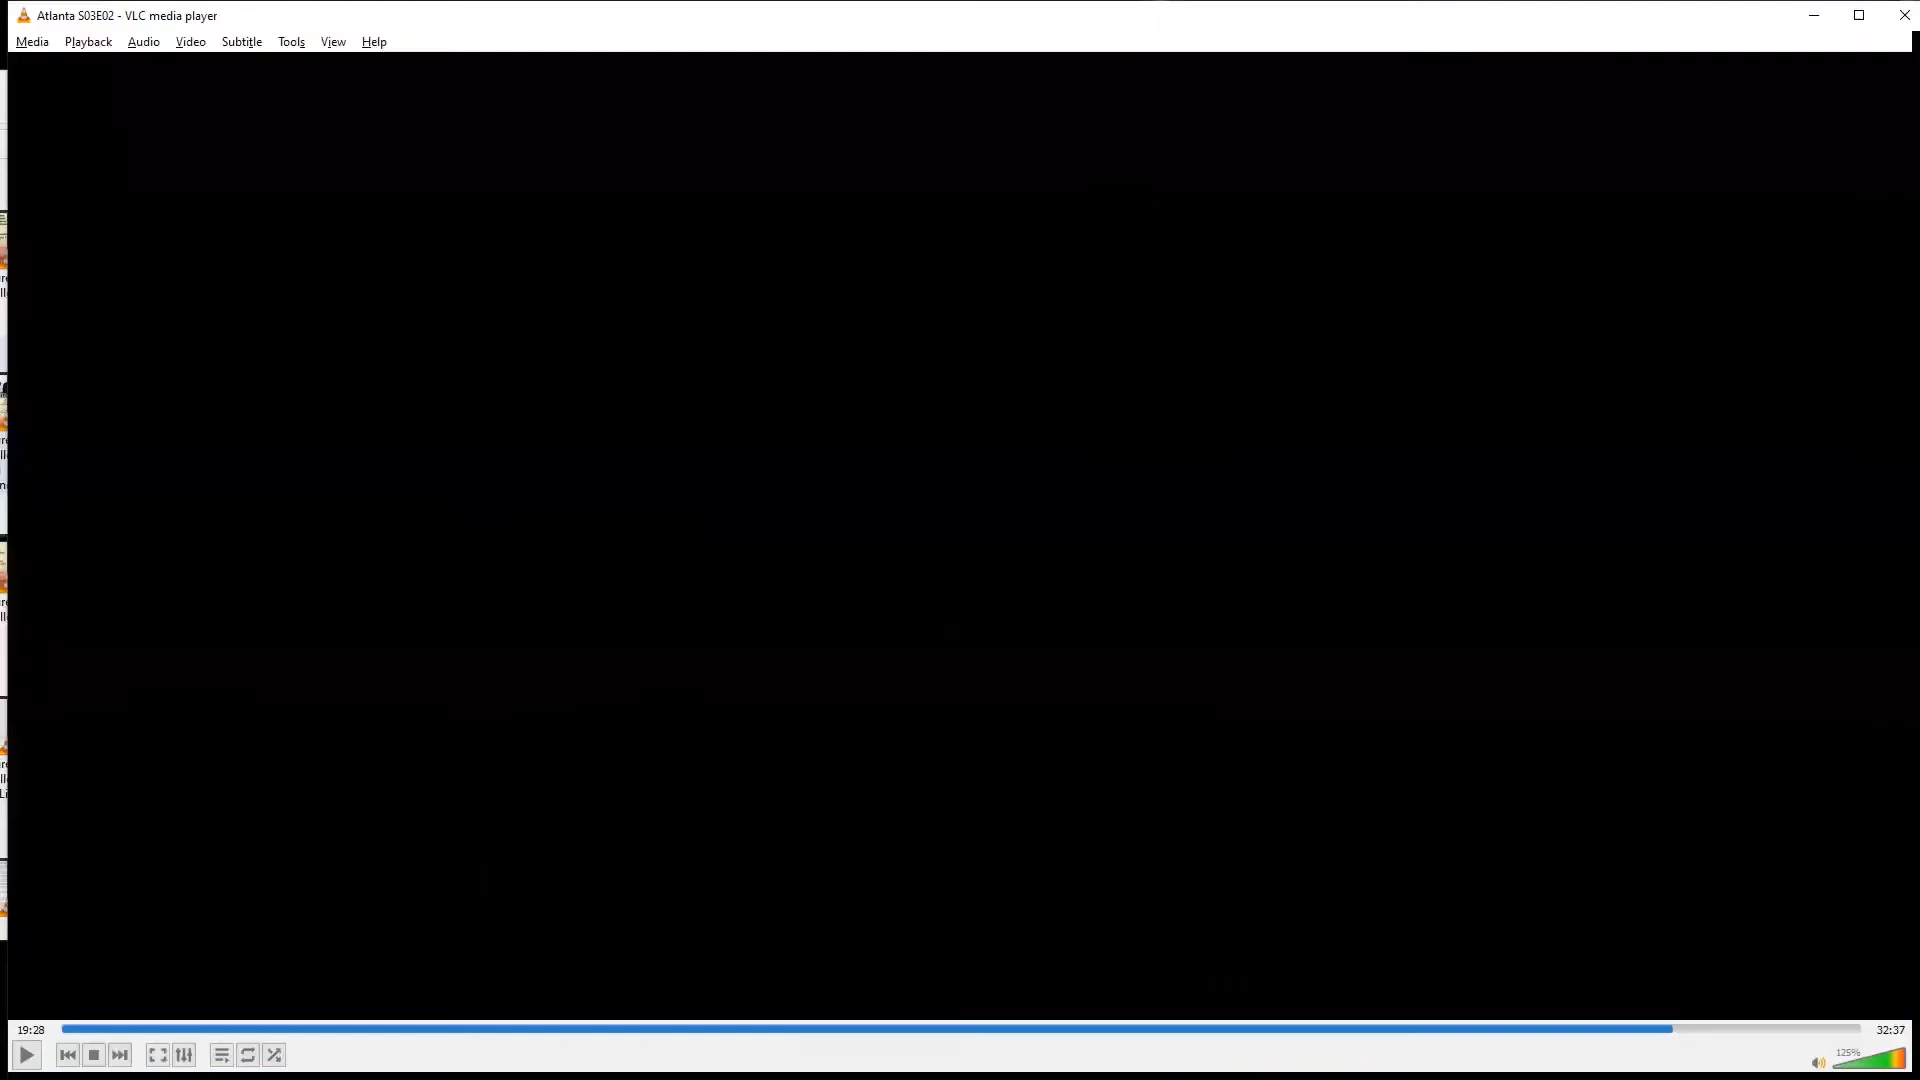 Atlanta S03E02 - VLC media player
Media Playback Audio Video Subtitle Tools View Help
19:28 32:37
125%